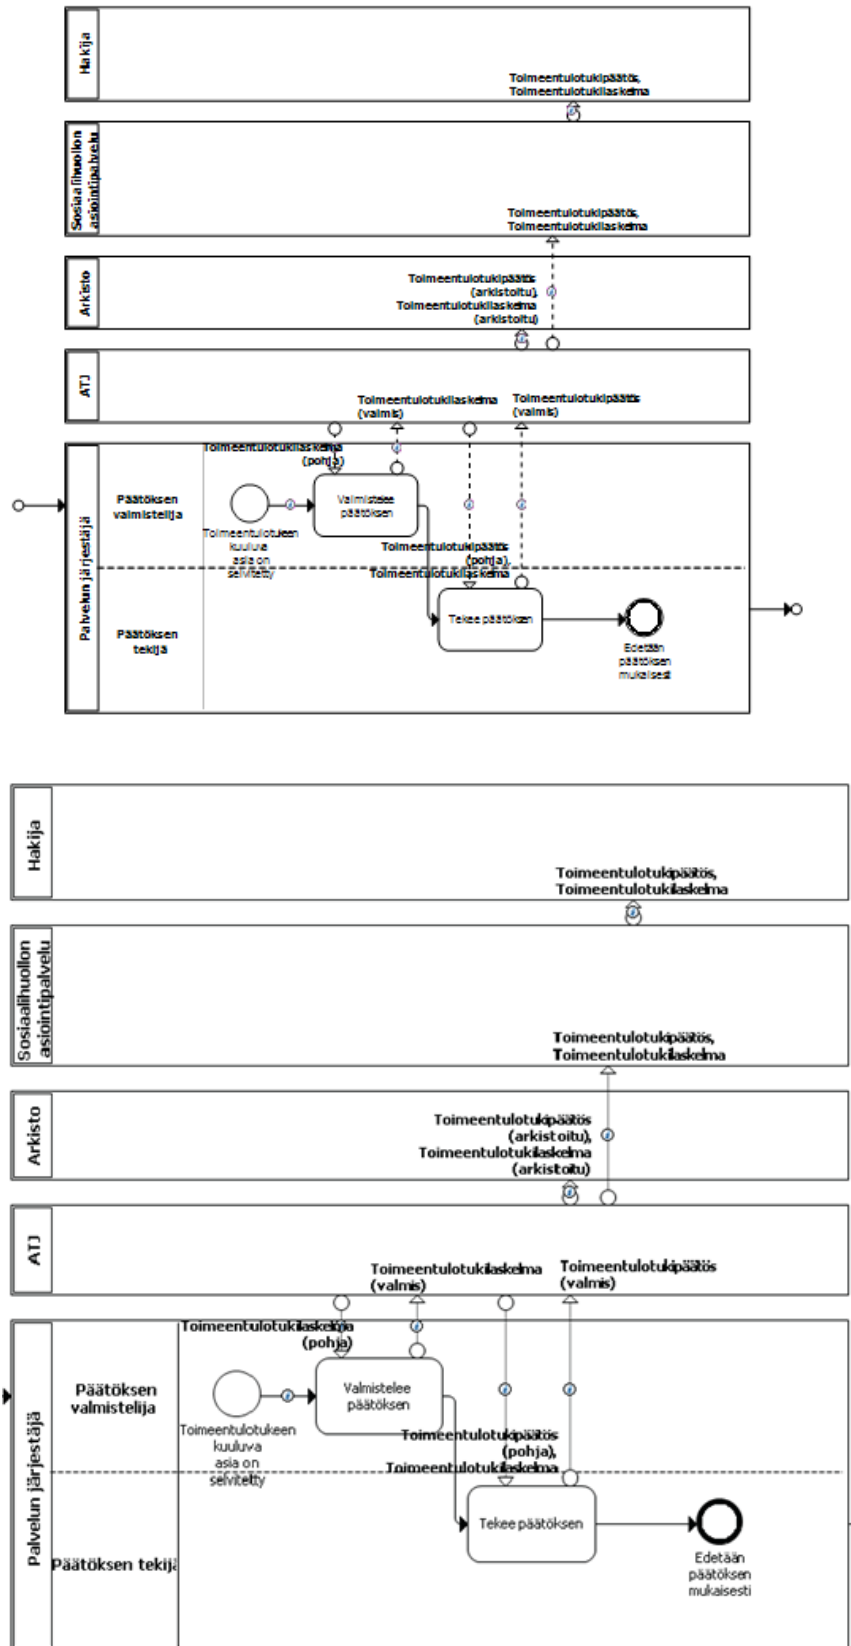 Hakija
Toimeentulotukipäätös,
Toimeentulotukilaskelma
Sosiaalihuollon
asiointipalvelu
Toimeentulotukipäätös,
Toimeentulotukilaskelma
Arkisto
Toimeentulotukipäätös
(arkistoitu),
Toimeentulotukilaskelma
(arkistoitu)
ATJ
Toimeentulotukilaskelma
(valmis)
Toimeentulotukipäätös
(valmis)
Palvelun järjestäjä
Päätöksen
valmistelija
Toimeentulotukilaskelma
(pohja)
Valmistelee
päätöksen
Toimeentulotukeen
kuuluva
asia on
selvitetty
Toimeentulotukipäätös
(pohja),
Toimeentulotukilaskelma
Päätöksen
tekijä
Tekee päätöksen
Edetään
päätöksen
mukaisest
Hakija
Toimeentulotukipäätös,
Toimeentulotukilaskelma
Sosiaalihuollon
asiointipalvelu
Toimeentulotukipäätös,
Toimeentulotukilaskelma
Arkisto
Toimeentulotukipäätös
(arkistoitu),
Toimeentulotukilaskelma
(arkistoitu)
ATJ
Toimeentulotukilaskelma
(valmis)
Toimeentulotukipäätös
(valmis)
Palvelun järjestäjä
Päätöksen
valmistelija
Toimeentulotukilaskelma
(pohja)
Valmistelee
päätöksen
Toimeentulotukeen
kuuluva
asia on
selvitetty
Toimeentulotukipäätös
(pohja),
Toimeentulotukilaskelma
Päätöksen tekijä
Tekee päätöksen
Edetään
päätöksen
mukaisesti